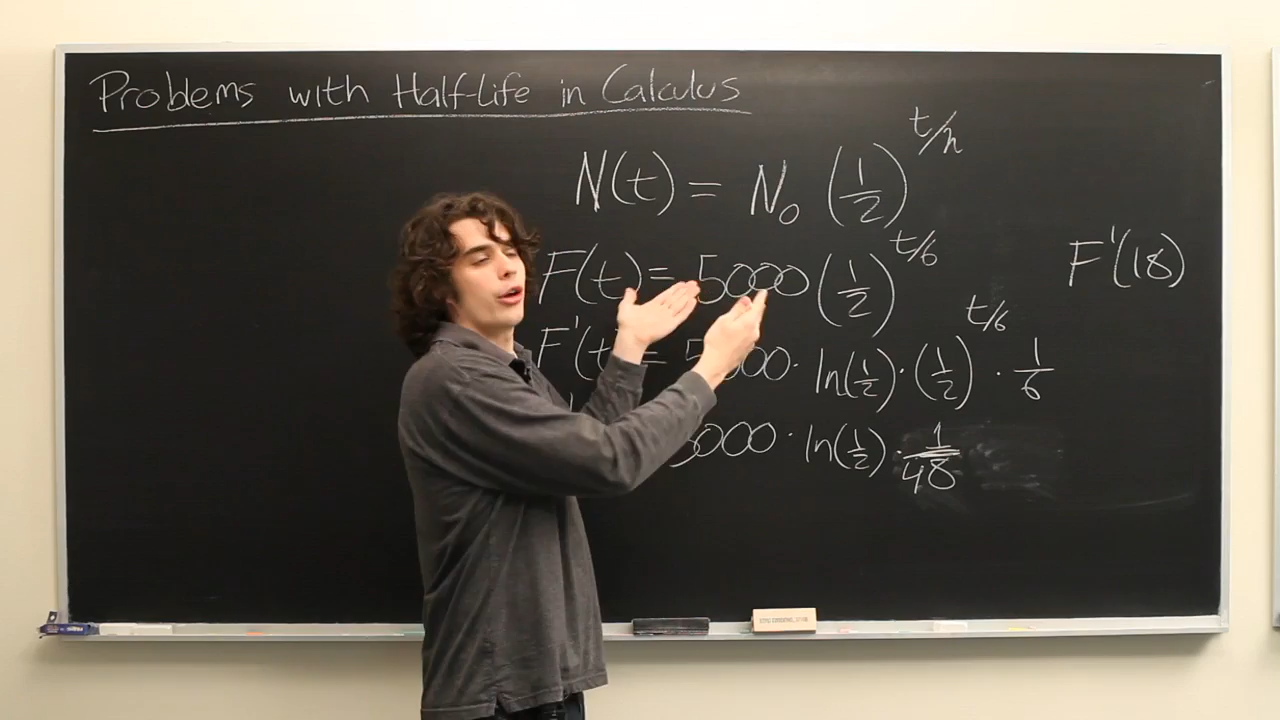 Problems with Half-Life in Calculus
N(t) = N₀ (1/2)^t/h
F(t) = 5000 (1/2)^t/6
F'(18)
F'(t) = 5000 · ln(1/2) · (1/2)^t/6 · 1/6
5000 · ln(1/2) · 1/48